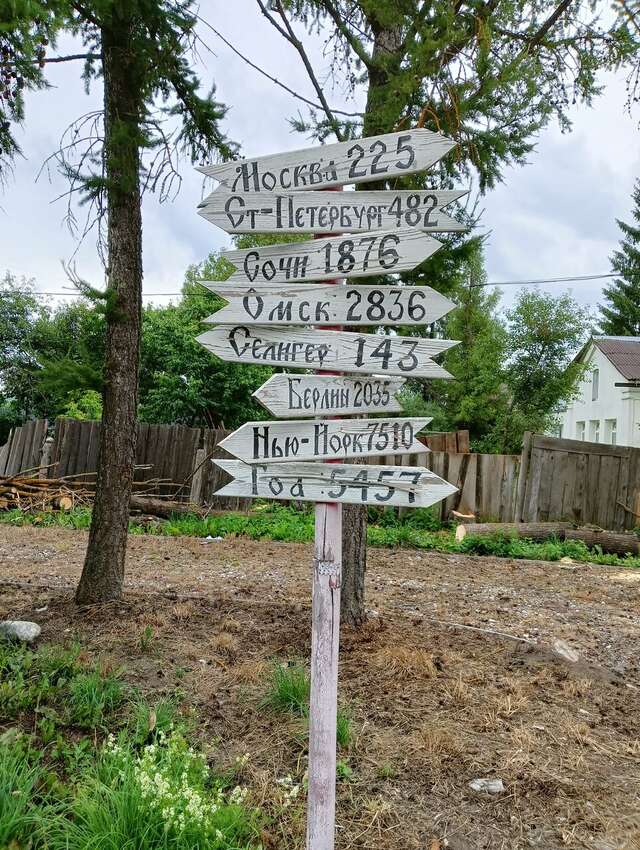 Москва 225
Ст-Петербург 482
Сочи 1876
Омск 2836
Селигер 143
Берлин 2035
Нью-Йорк 7510
Гоа 5457